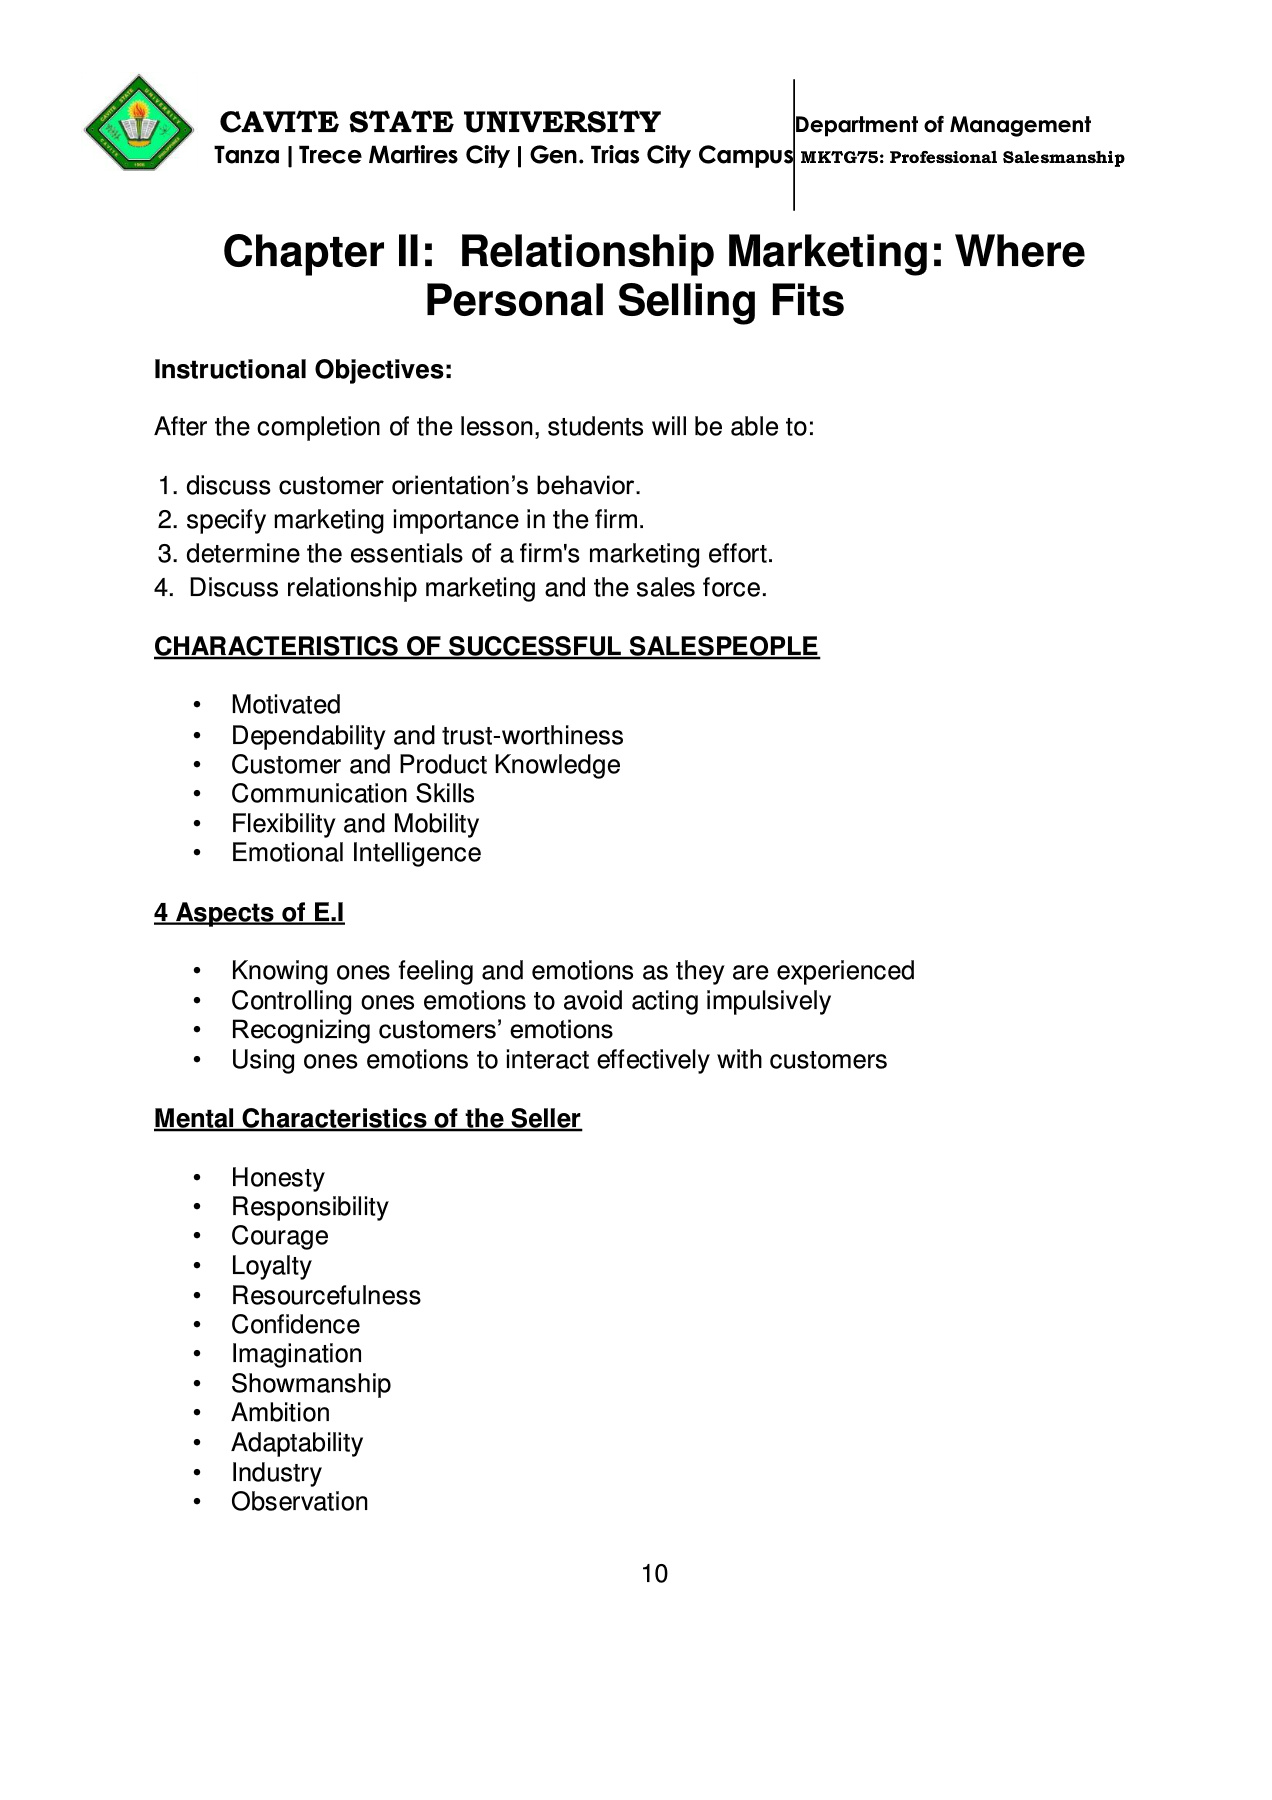 CAVITE STATE UNIVERSITY
Department of Management
Tanza | Trece Martires City | Gen. Trias City Campus
MKTG75: Professional Salesmanship
Chapter II:  Relationship Marketing: Where
Personal Selling Fits
Instructional Objectives:
After the completion of the lesson, students will be able to:
1. discuss customer orientation’s behavior.
2. specify marketing importance in the firm.
3. determine the essentials of a firm's marketing effort.
4.  Discuss relationship marketing and the sales force.
CHARACTERISTICS OF SUCCESSFUL SALESPEOPLE
• Motivated
• Dependability and trust-worthiness
• Customer and Product Knowledge
• Communication Skills
• Flexibility and Mobility
• Emotional Intelligence
4 Aspects of E.I
• Knowing ones feeling and emotions as they are experienced
• Controlling ones emotions to avoid acting impulsively
• Recognizing customers’ emotions
• Using ones emotions to interact effectively with customers
Mental Characteristics of the Seller
• Honesty
• Responsibility
• Courage
• Loyalty
• Resourcefulness
• Confidence
• Imagination
• Showmanship
• Ambition
• Adaptability
• Industry
• Observation
10